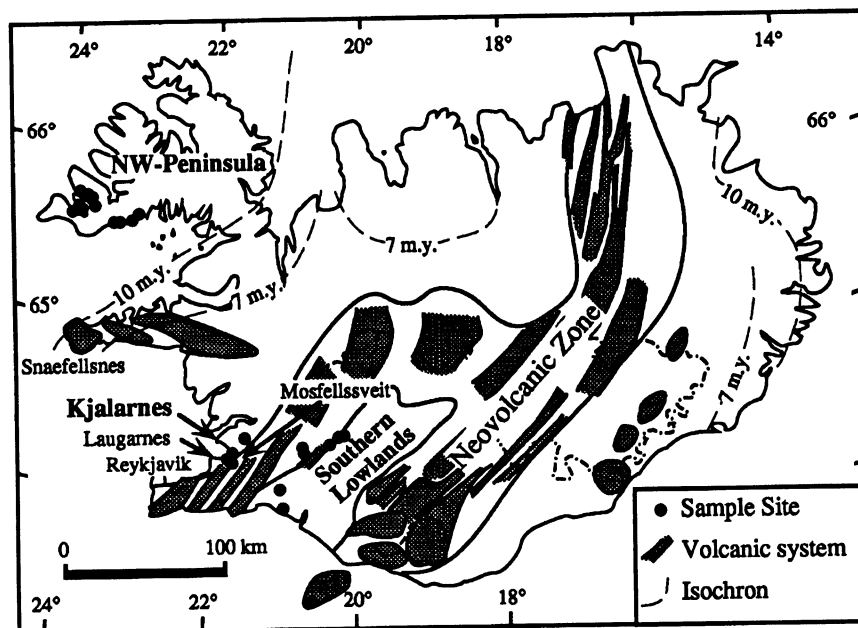 24°
22°
20°
18°
14°
66°
66°
NW-Peninsula
10 m.y.
7 m.y.
10 m.y.
7 m.y.
65°
65°
7 m.y.
Snaefellsnes
Mosfellssveit
Kjalarnes
Laugarnes
Reykjavik
Southern
Lowlands
Neovolcanic Zone
Sample Site
Volcanic system
Isochron
0
100 km
24°
22°
20°
18°